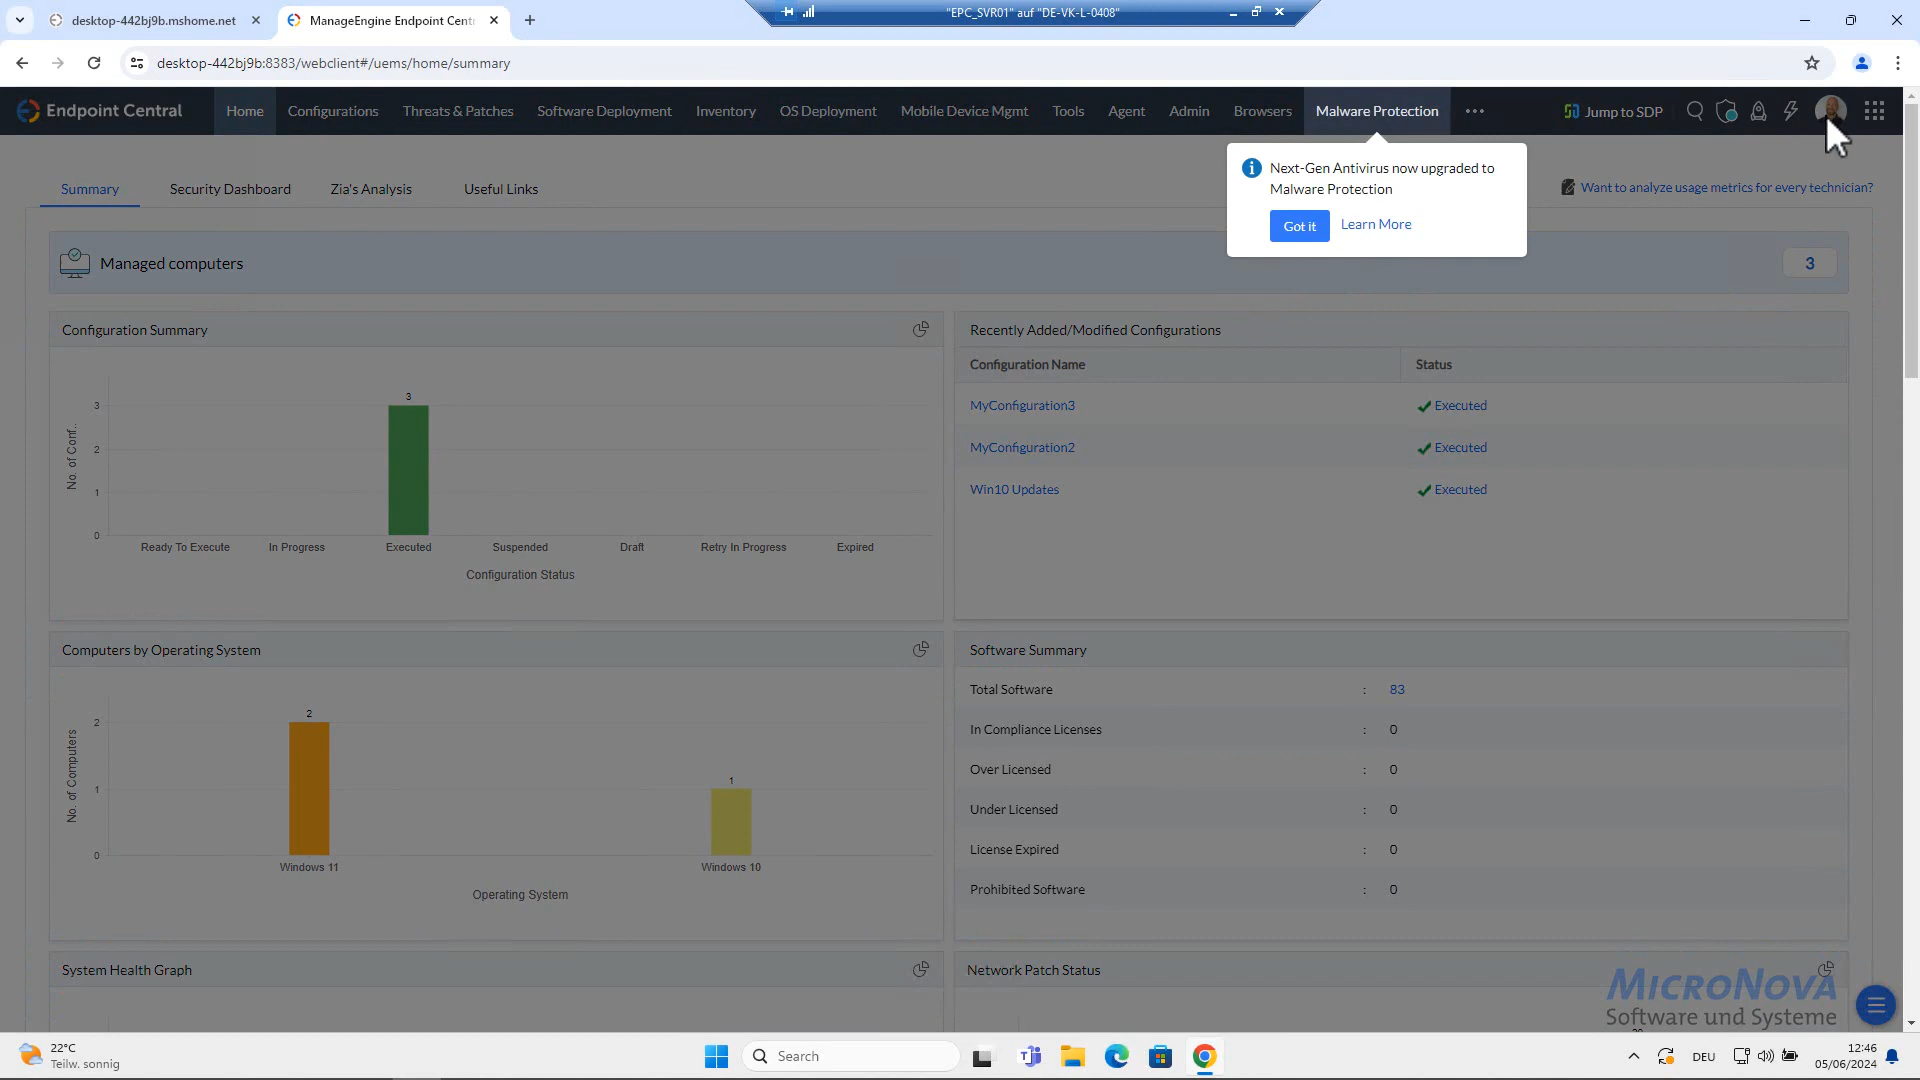 desktop-442bj9b.mshome.net
ManageEngine Endpoint Cent
"EPC_SVR01" auf "DE-VK-L-0408"
desktop-442bj9b:8383/webclient#/uems/home/summary
Endpoint Central
Home
Configurations
Threats & Patches
Software Deployment
Inventory
OS Deployment
Mobile Device Mgmt
Tools
Agent
Admin
Browsers
Malware Protection
Jump to SDP
Next-Gen Antivirus now upgraded to
Malware Protection
Got it
Learn More
Summary
Security Dashboard
Zia's Analysis
Useful Links
Want to analyze usage metrics for every technician?
Managed computers
3
Configuration Summary
3
3
2
1
0
No. of Conf..
Ready To Execute
In Progress
Executed
Suspended
Draft
Retry In Progress
Expired
Configuration Status
Recently Added/Modified Configurations
Configuration Name Status
MyConfiguration3 Executed
MyConfiguration2 Executed
Win10 Updates Executed
Computers by Operating System
2
2
1
1
0
No. of Computers
Windows 11
Windows 10
Operating System
Software Summary
Total Software : 83
In Compliance Licenses : 0
Over Licensed : 0
Under Licensed : 0
License Expired : 0
Prohibited Software : 0
System Health Graph
Network Patch Status
MICRONOVA
Software und Systeme
22°C
Teilw. sonnig
Search
DEU
12:46
05/06/2024